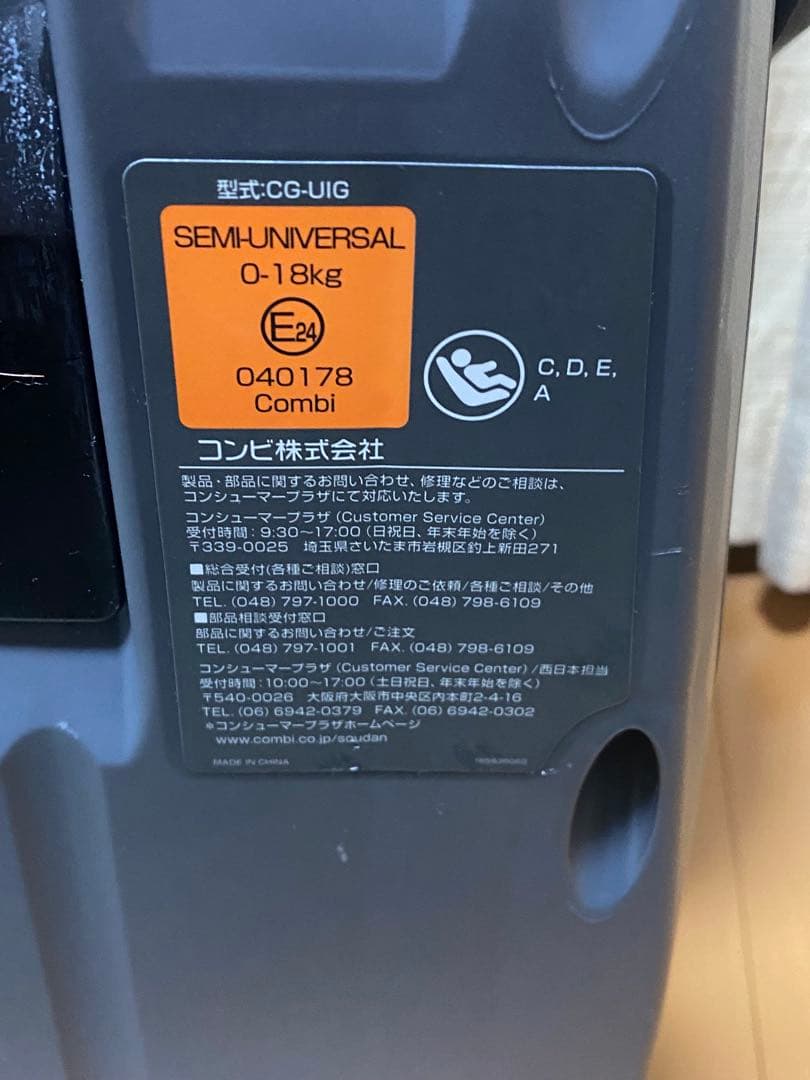 型式:CG-UIG
SEMI-UNIVERSAL
0-18kg
E24
040178
Combi
C, D, E,
A
コンビ株式会社
製品・部品に関するお問い合わせ、修理などのご相談は、
コンシューマープラザにて対応いたします。
コンシューマープラザ (Customer Service Center)
受付時間：9:30～17:00 (日祝日、年末年始を除く)
〒339-0025 埼玉県さいたま市岩槻区釣上新田271
■総合受付(各種ご相談)窓口
製品に関するお問い合わせ/修理のご依頼/各種ご相談/その他
TEL. (048) 797-1000 FAX. (048) 798-6109
■部品相談受付窓口
部品に関するお問い合わせ/ご注文
TEL. (048) 797-1001 FAX. (048) 798-6109
コンシューマープラザ (Customer Service Center) /西日本担当
受付時間：10:00～17:00 (土日祝日、年末年始を除く)
〒540-0026 大阪府大阪市中央区内本町2-4-16
TEL. (06) 6942-0379 FAX. (06) 6942-0302
＊コンシューマープラザホームページ
www.combi.co.jp/soudan
MADE IN CHINA